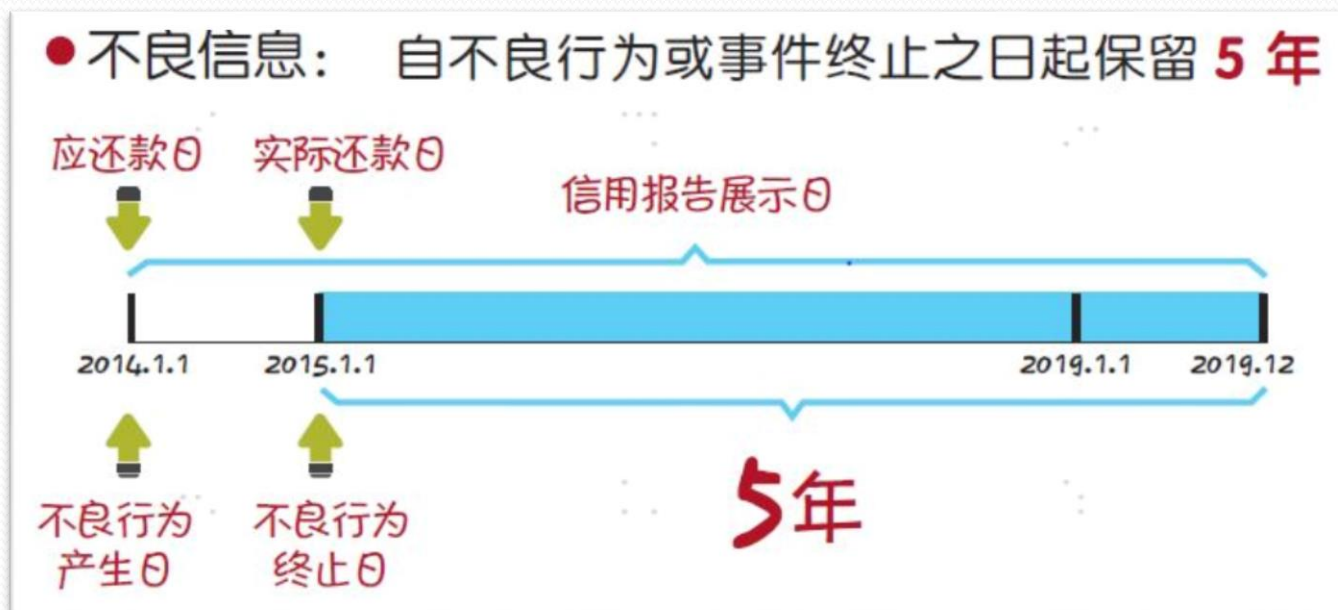 不良信息： 自不良行为或事件终止之日起保留 5 年
应还款日 实际还款日
信用报告展示日
2014.1.1 2015.1.1 2019.1.1 2019.12
5年
不良行为 不良行为
产生日 终止日